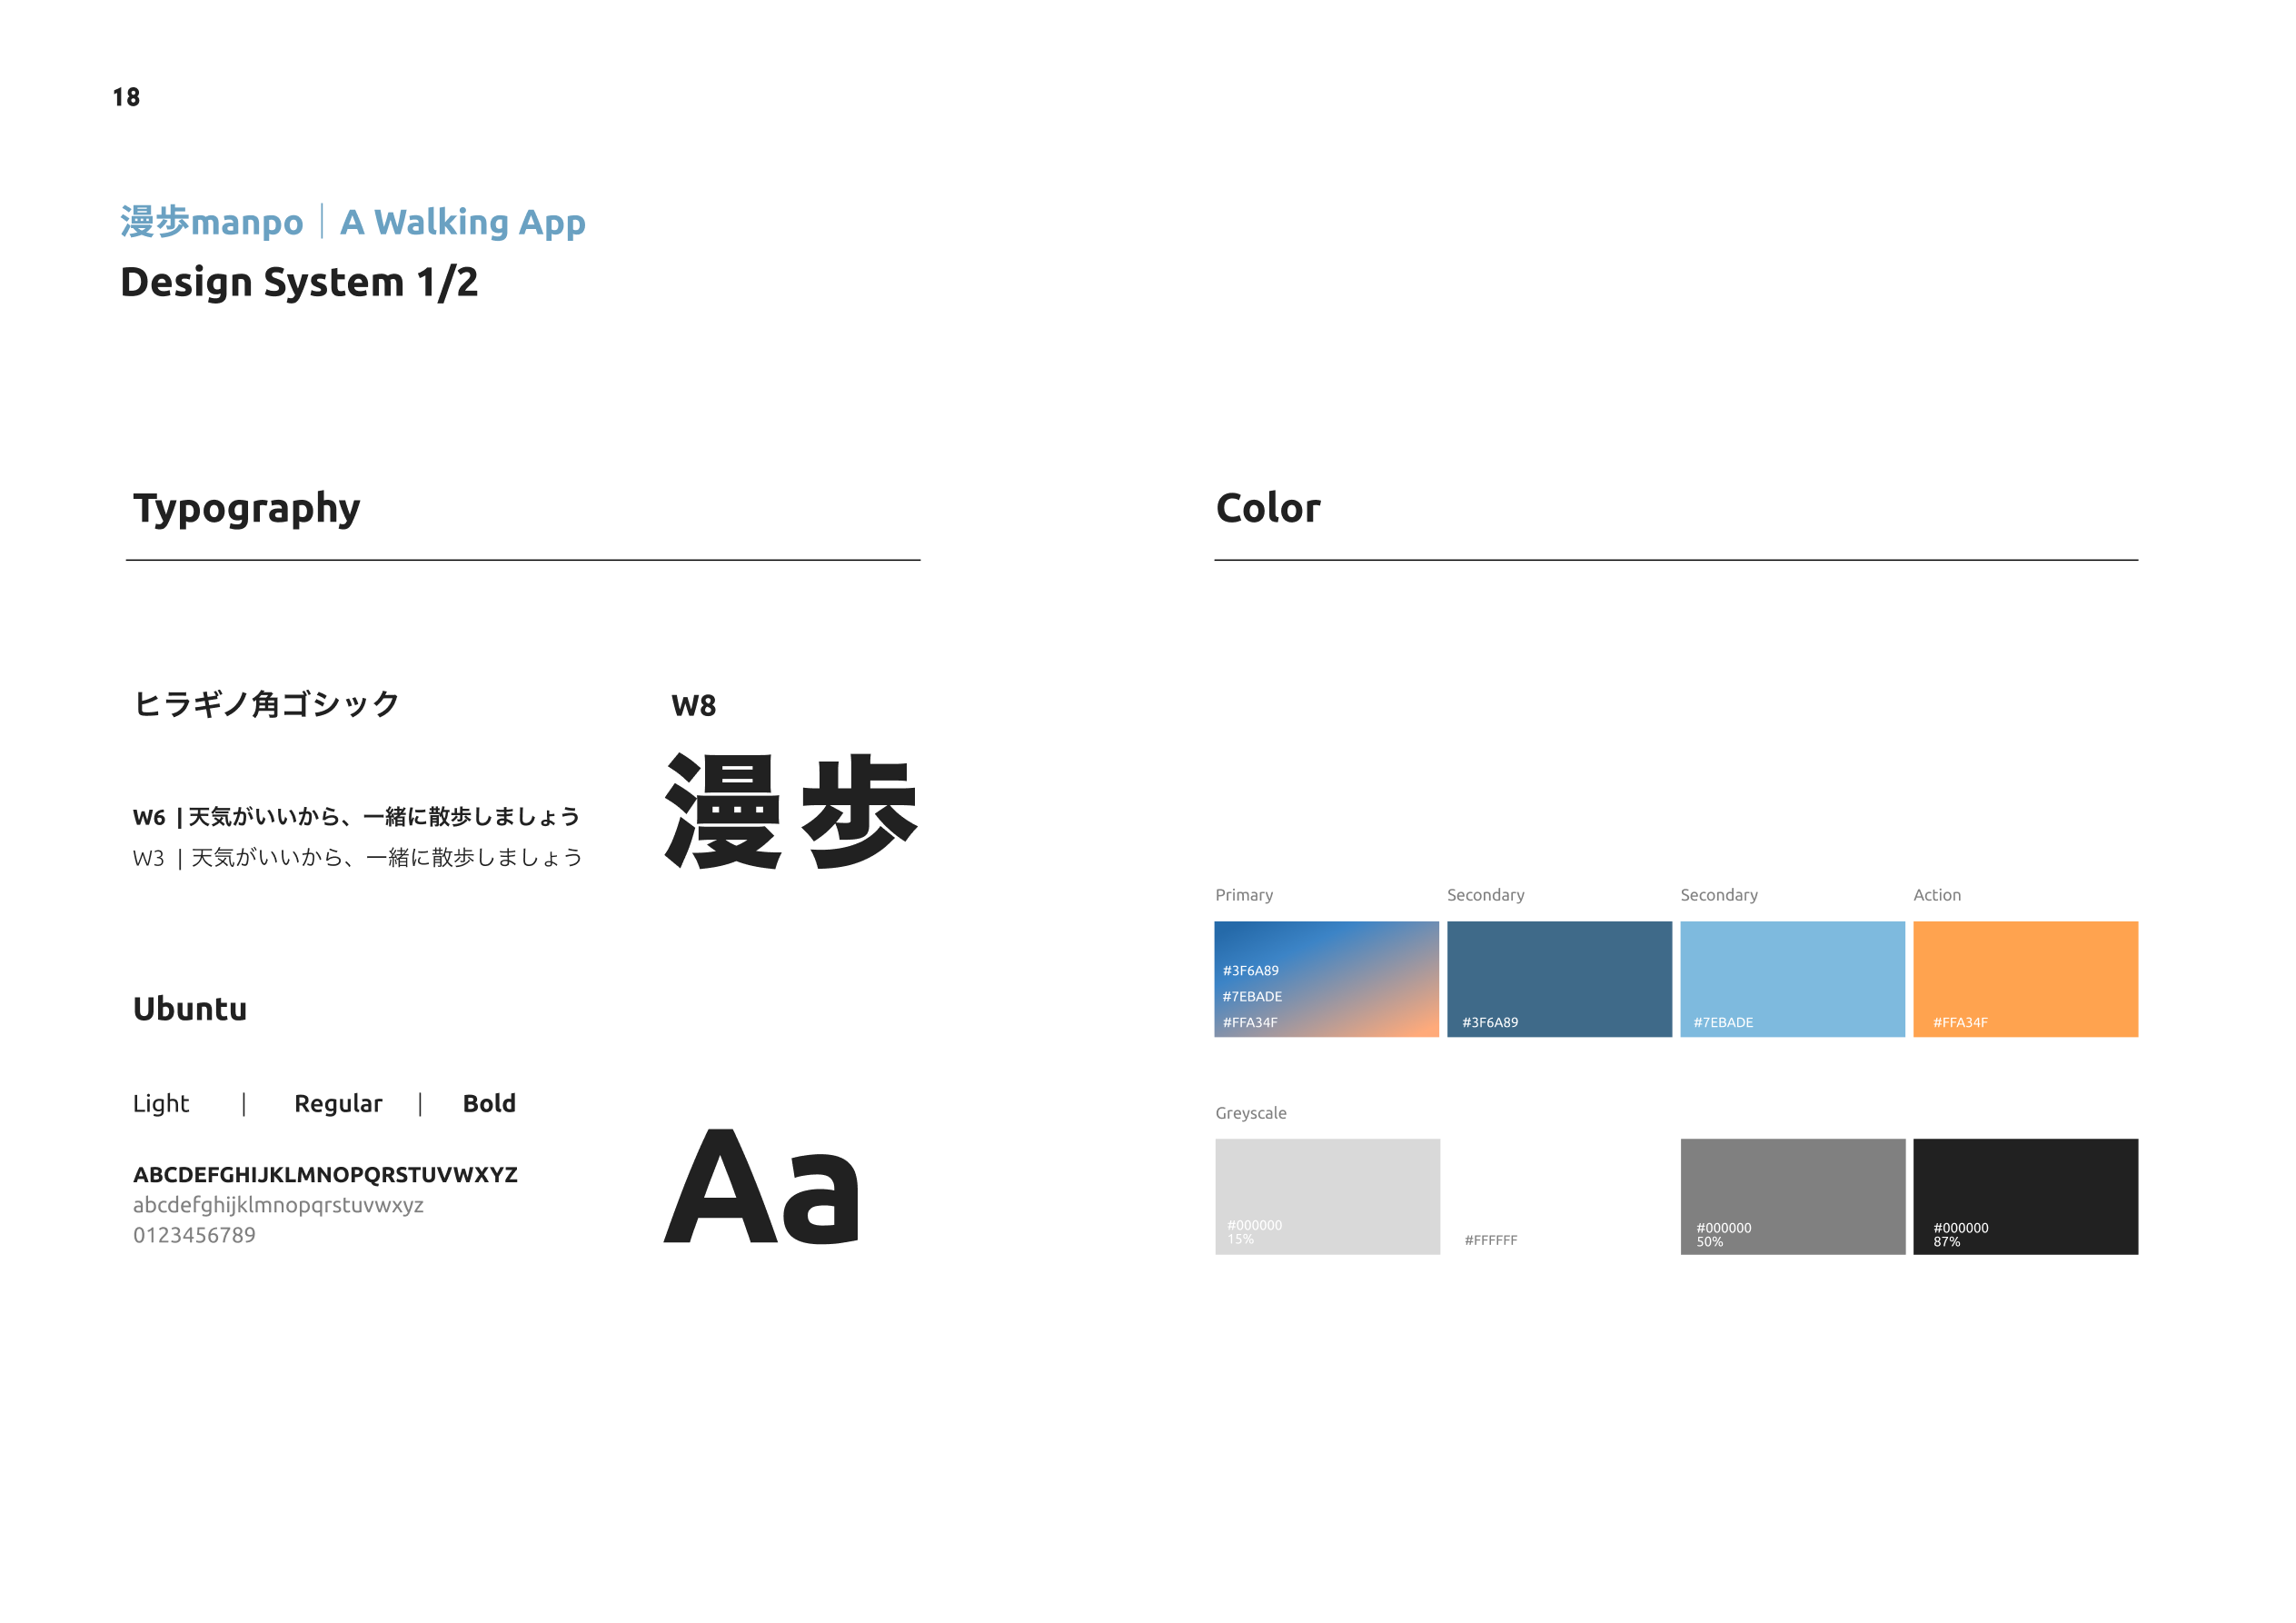 18
漫歩manpo | A Walking App
Design System 1/2
Typography
ヒラギノ角ゴシック
W6 | 天気がいいから、一緒に散歩しましょう
W3 | 天気がいいから、一緒に散歩しましょう
W8
漫歩
Ubuntu
Light | Regular | Bold
ABCDEFGHIJKLMNOPQRSTUVWXYZ
abcdefghijklmnopqrstuvwxyz
0123456789
Aa
Color
Primary
#3F6A89
#7EBADE
#FFA34F
Secondary
#3F6A89
Secondary
#7EBADE
Action
#FFA34F
Greyscale
#000000
15%
#FFFFFF
#000000
50%
#000000
87%